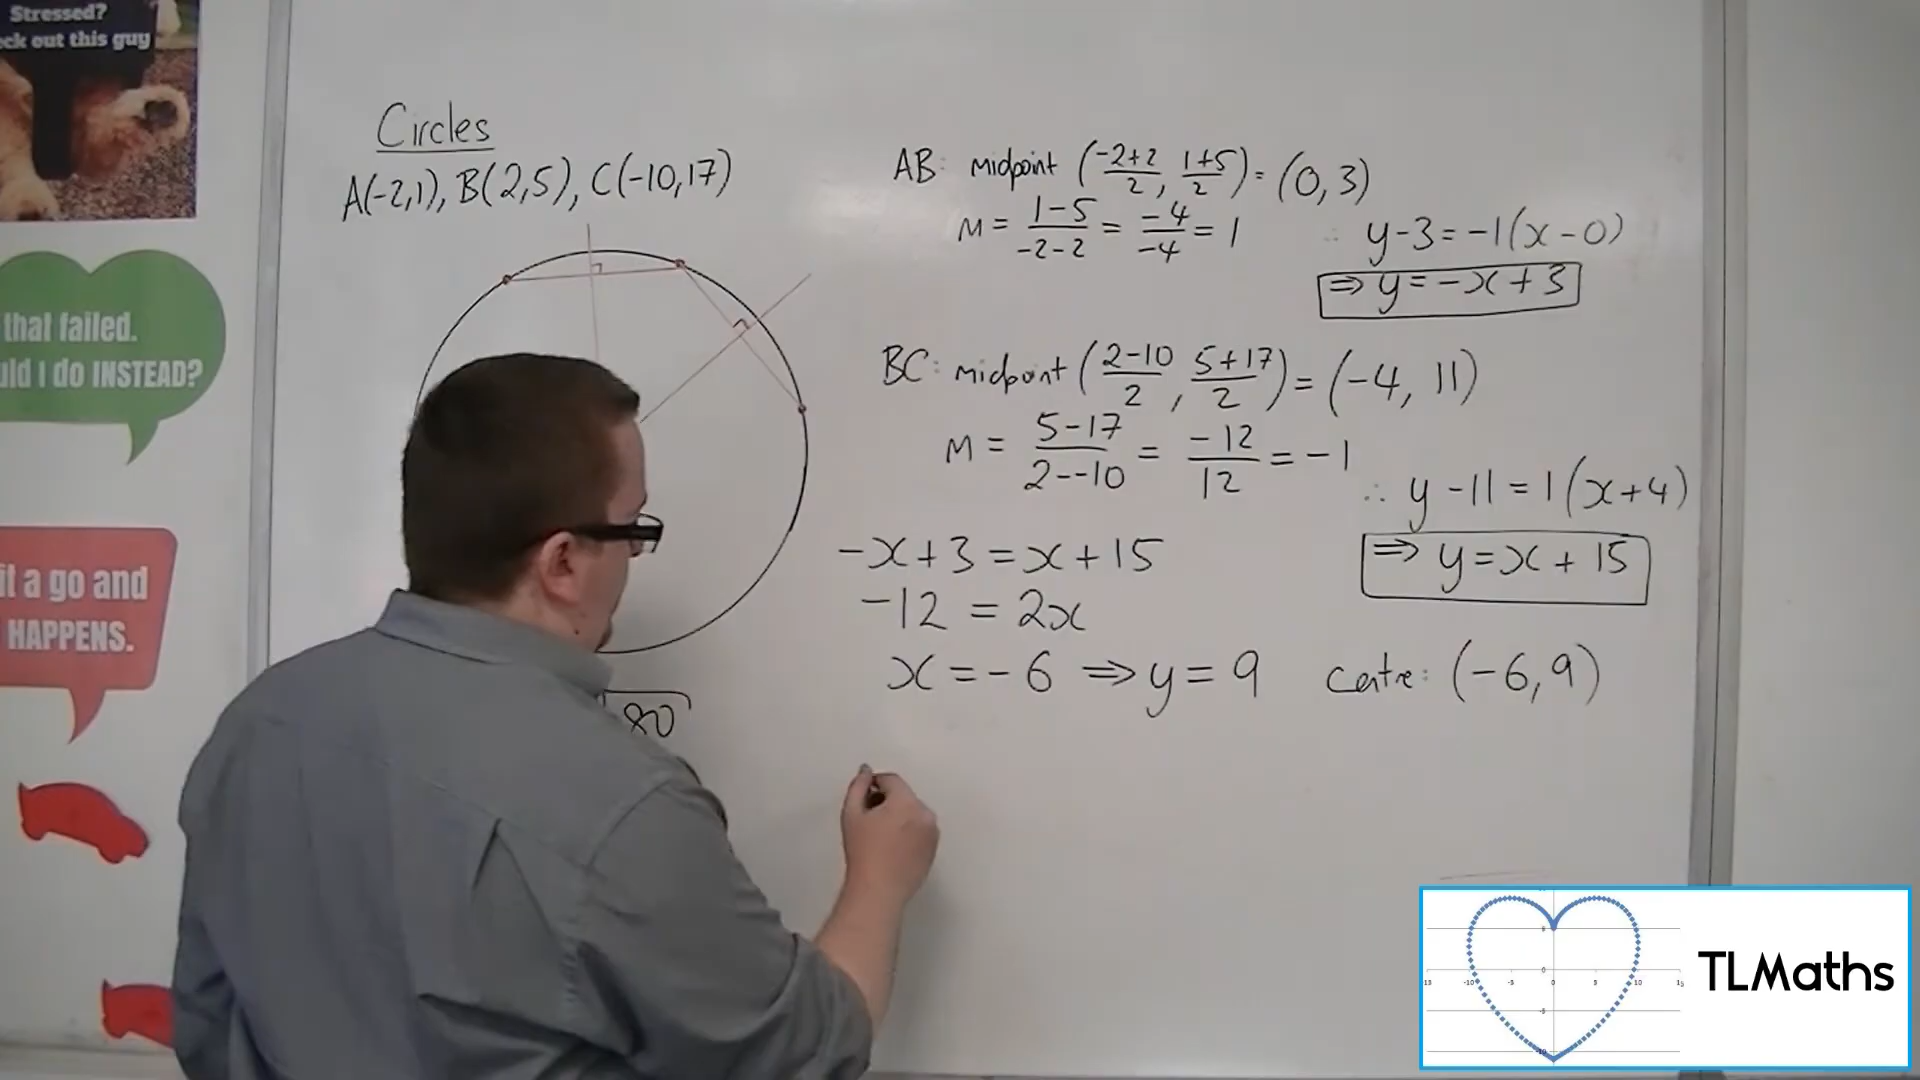 Stressed?
ck out this guy
that failed.
uld I do INSTEAD?
it a go and
HAPPENS.
Circles
A(-2,1), B(2,5), C(-10,17)
√80
AB: midpoint (-2+2/2, 1+5/2) = (0,3)
m = 1-5/-2-2 = -4/-4 = 1
∴ y-3=-1(x-0)
⇒ y=-x+3
BC: midpoint (2-10/2, 5+17/2) = (-4, 11)
m = 5-17/2--10 = -12/12 = -1
∴ y-11=1(x+4)
⇒ y=x+15
-x+3=x+15
-12 = 2x
x=-6 ⇒ y=9
centre: (-6,9)
TLMaths